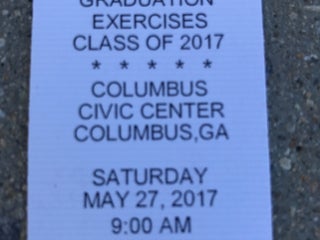 GRADUATION
EXERCISES
CLASS OF 2017
* * * * *
COLUMBUS
CIVIC CENTER
COLUMBUS,GA
SATURDAY
MAY 27, 2017
9:00 AM